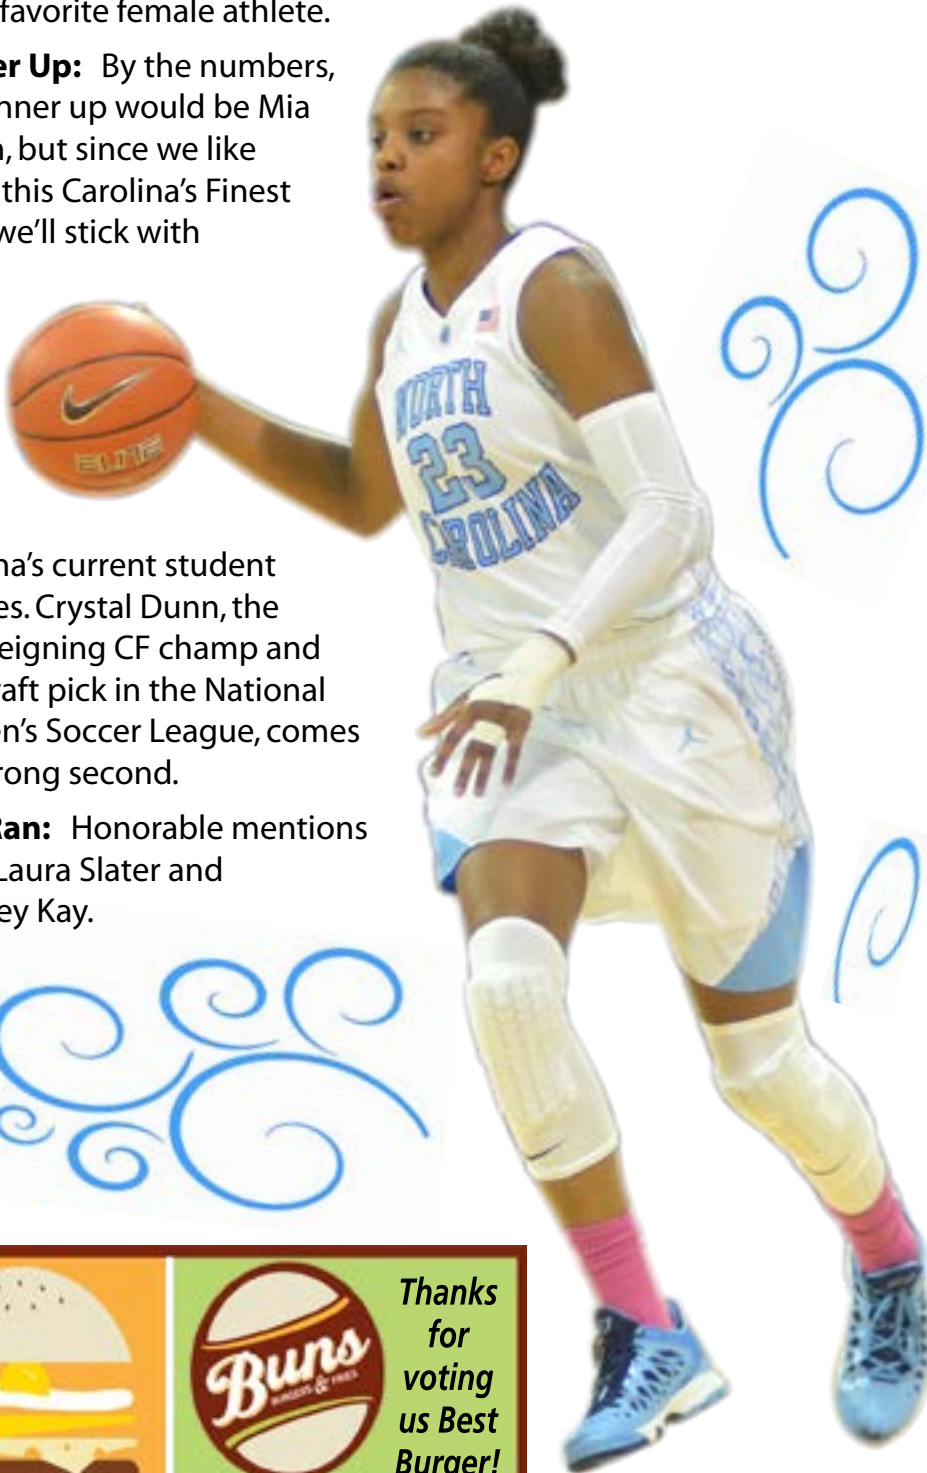 favorite female athlete.
er Up: By the numbers,
nner up would be Mia
, but since we like
this Carolina's Finest
we'll stick with
NORTH
23
CAROLINA
ELITE
na's current student
es. Crystal Dunn, the
eigning CF champ and
raft pick in the National
en's Soccer League, comes
rong second.
Ran: Honorable mentions
Laura Slater and
ey Kay.
Buns
BURGERS & FRIES
Thanks
for
voting
us Best
Burger!